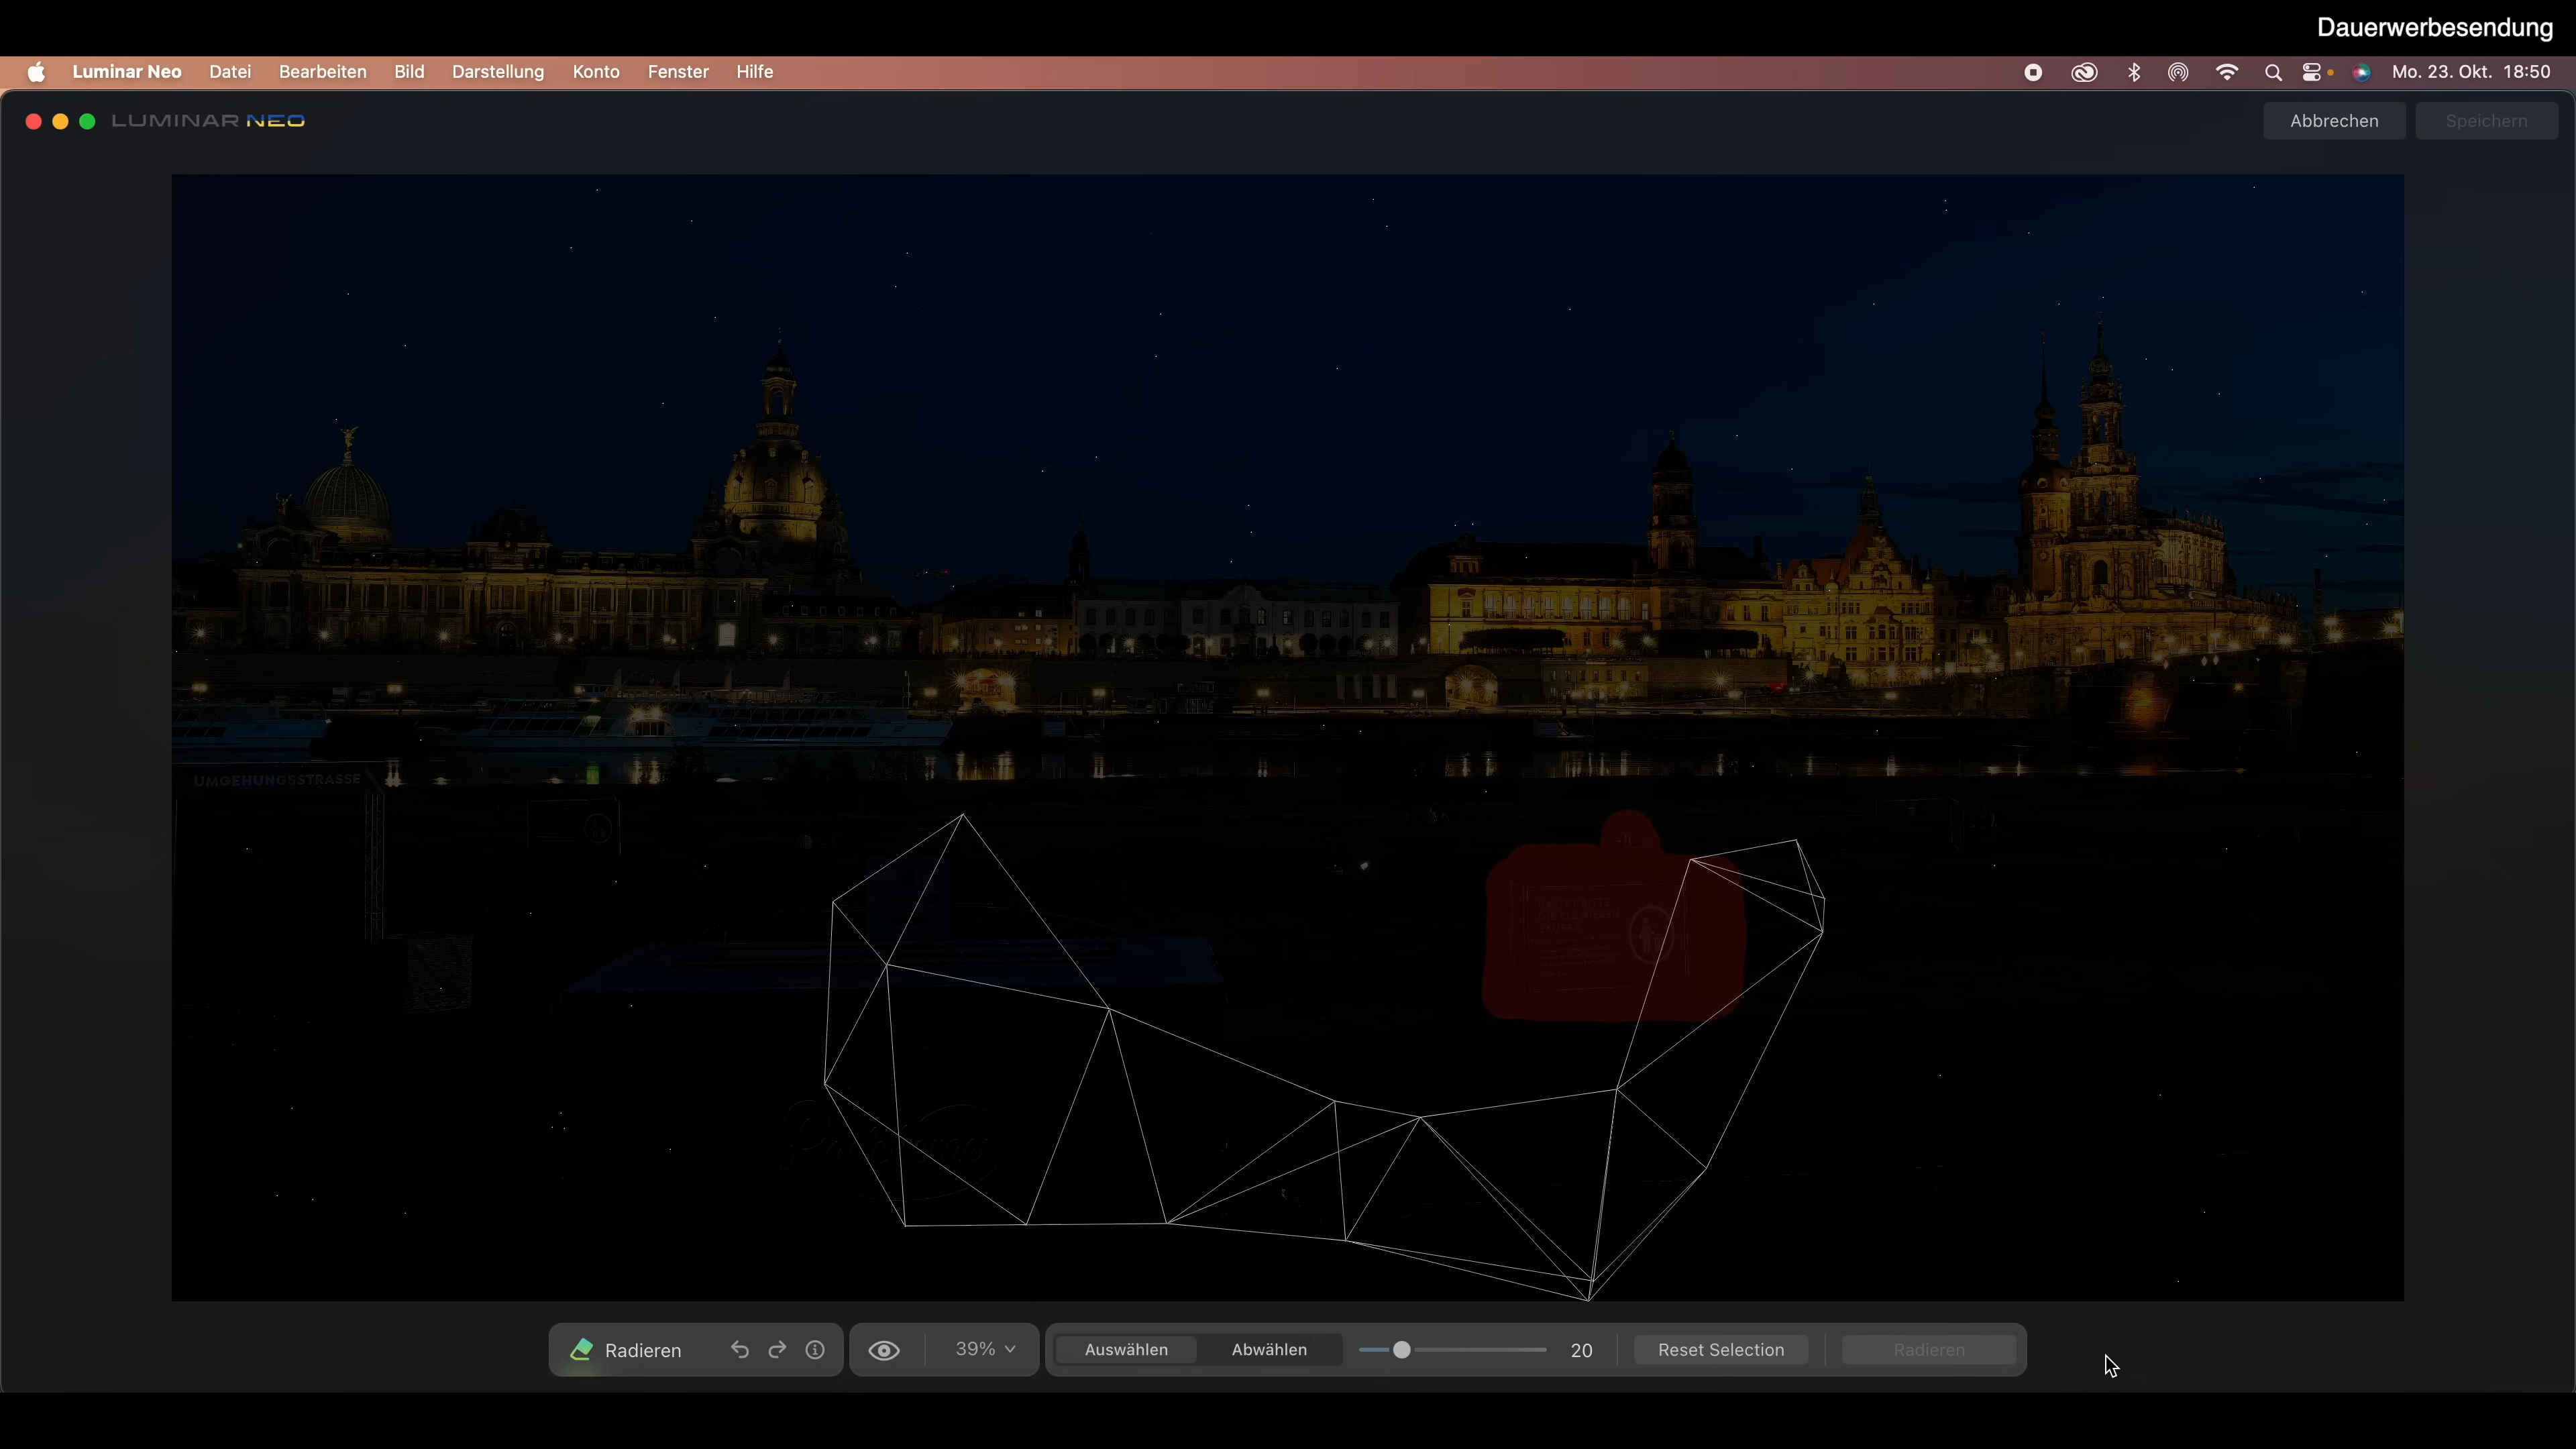 Dauerwerbesendung
Luminar Neo Datei Bearbeiten Bild Darstellung Konto Fenster Hilfe Mo. 23. Okt. 18:50
LUMINAR NEO Abbrechen Speichern
UMGEHUNGSSTRASSE
Radieren 39% Auswählen Abwählen 20 Reset Selection Radieren